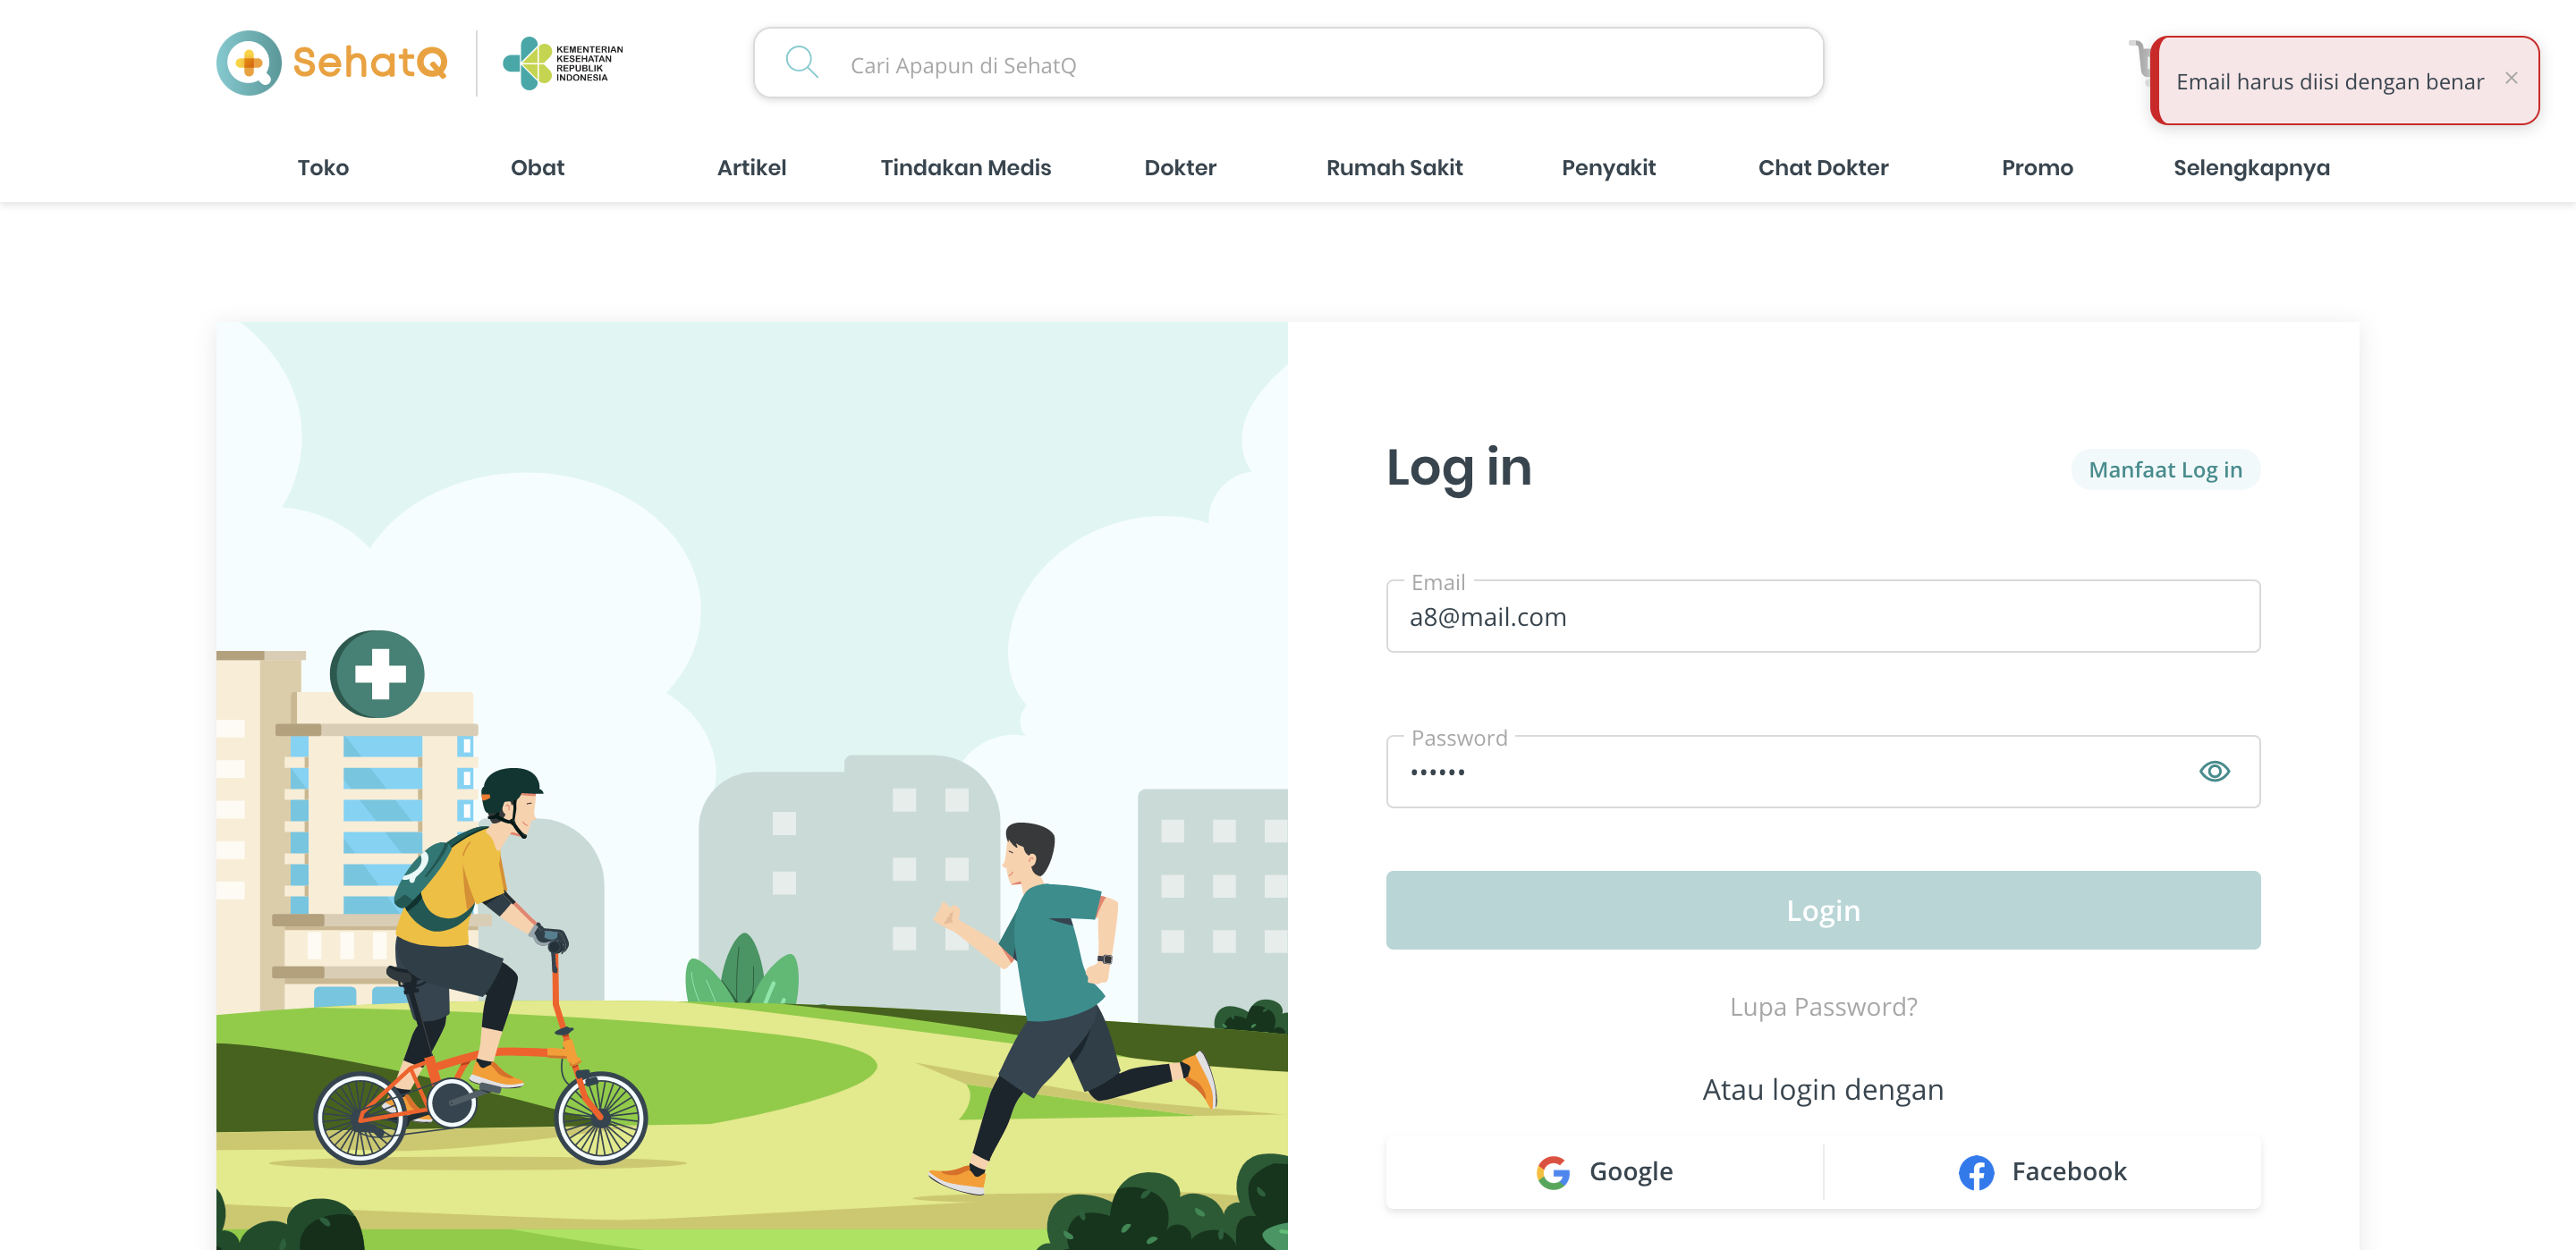 SehatQ
KEMENTERIAN
KESEHATAN
REPUBLIK
INDONESIA
Cari Apapun di SehatQ
Email harus diisi dengan benar
Toko Obat Artikel Tindakan Medis Dokter Rumah Sakit Penyakit Chat Dokter Promo Selengkapnya
Log in
Manfaat Log in
Email
a8@mail.com
Password
••••••
Login
Lupa Password?
Atau login dengan
Google
Facebook